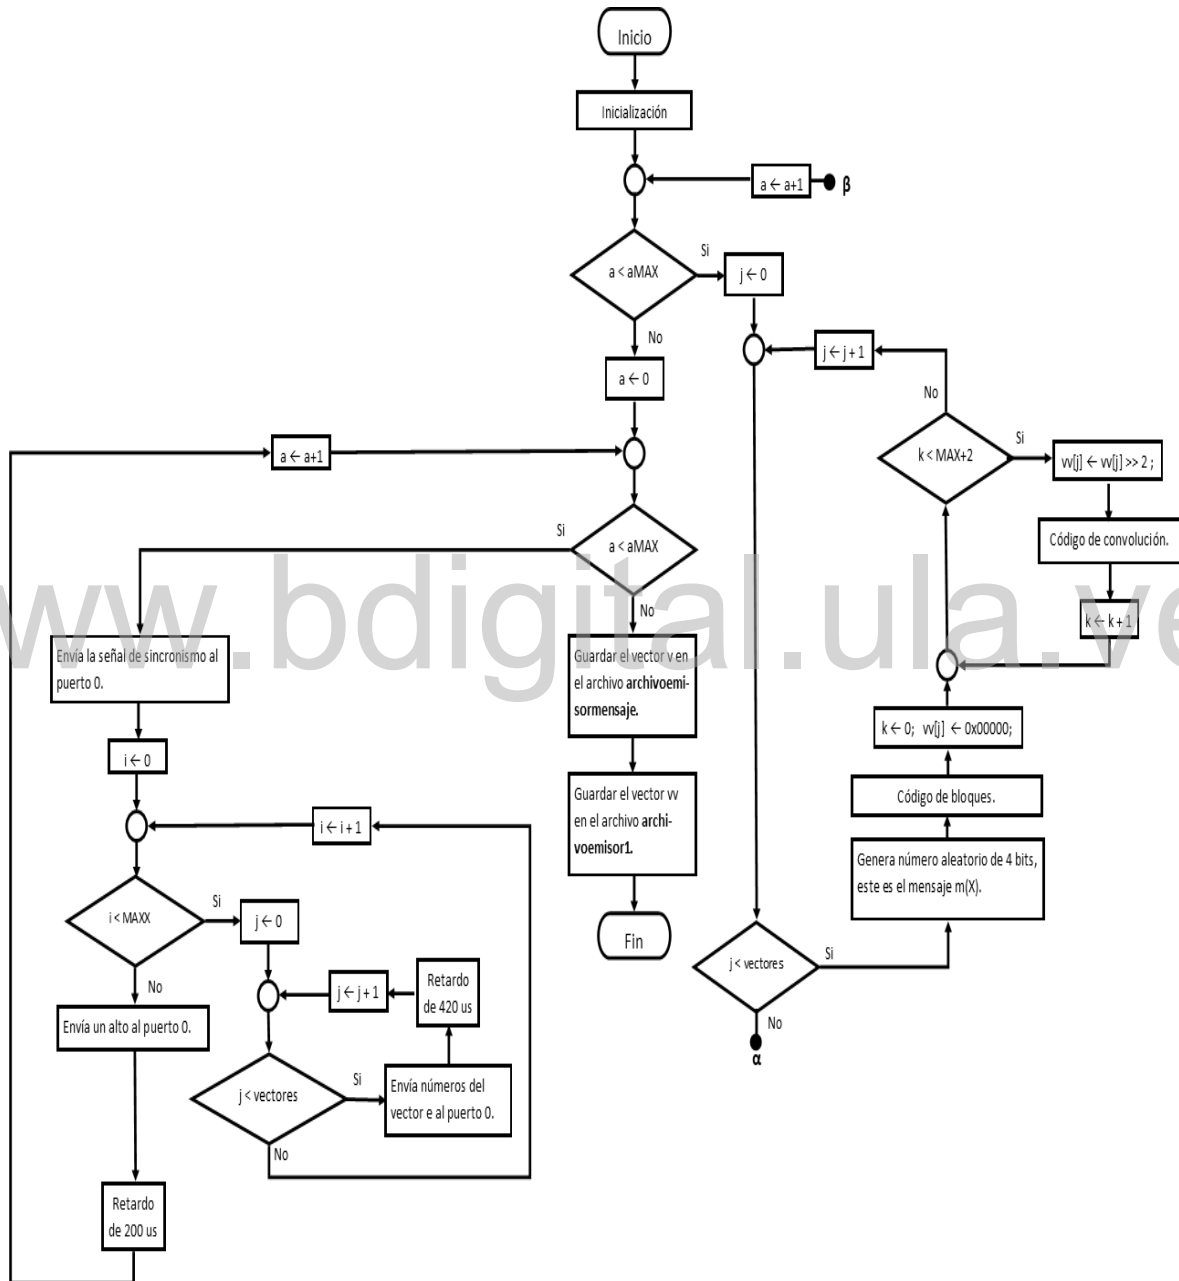 Inicio
Inicialización
a ← a+1
β
a < aMAX
Si
j ← 0
No
a ← 0
j ← j + 1
No
k < MAX+2
Si
vv[j] ← vv[j] >> 2 ;
Código de convolución.
k ← k + 1
a ← a+1
a < aMAX
Si
No
www.bdigital.ula.ve
Envía la señal de sincronismo al
puerto 0.
Guardar el vector v en
el archivo archivoemi-
sormensaje.
k ← 0; vv[j] ← 0x00000;
i ← 0
Código de bloques.
Guardar el vector vv
en el archivo archi-
voemisor1.
i ← i + 1
Genera número aleatorio de 4 bits,
este es el mensaje m(X).
i < MAXX
Si
j ← 0
No
Fin
j < vectores
Si
No
α
Envía un alto al puerto 0.
j ← j + 1
Retardo
de 420 us
j < vectores
Si
Envía números del
vector e al puerto 0.
No
Retardo
de 200 us